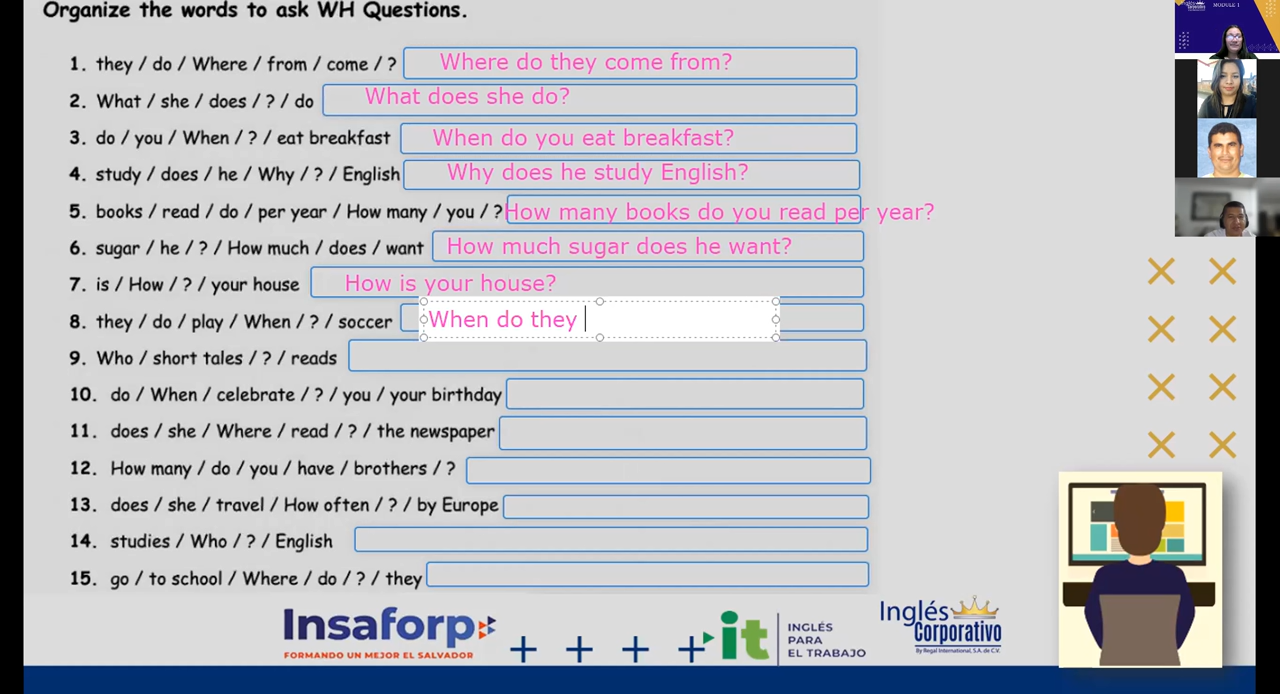 Organize the words to ask WH Questions.
MODULE 1
1. they / do / Where / from / come / ? Where do they come from?
2. What / she / does / ? / do What does she do?
3. do / you / When / ? / eat breakfast When do you eat breakfast?
4. study / does / he / Why / ? / English Why does he study English?
5. books / read / do / per year / How many / you / ? How many books do you read per year?
6. sugar / he / ? / How much / does / want How much sugar does he want?
7. is / How / ? / your house How is your house?
8. they / do / play / When / ? / soccer When do they
9. Who / short tales / ? / reads
10. do / When / celebrate / ? / you / your birthday
11. does / she / Where / read / ? / the newspaper
12. How many / do / you / have / brothers / ?
13. does / she / travel / How often / ? / by Europe
14. studies / Who / ? / English
15. go / to school / Where / do / ? / they
Insaforp
FORMANDO UN MEJOR EL SALVADOR
it
INGLÉS
PARA
EL TRABAJO
Inglés
Corporativo
By Regal International, S.A. de C.V.